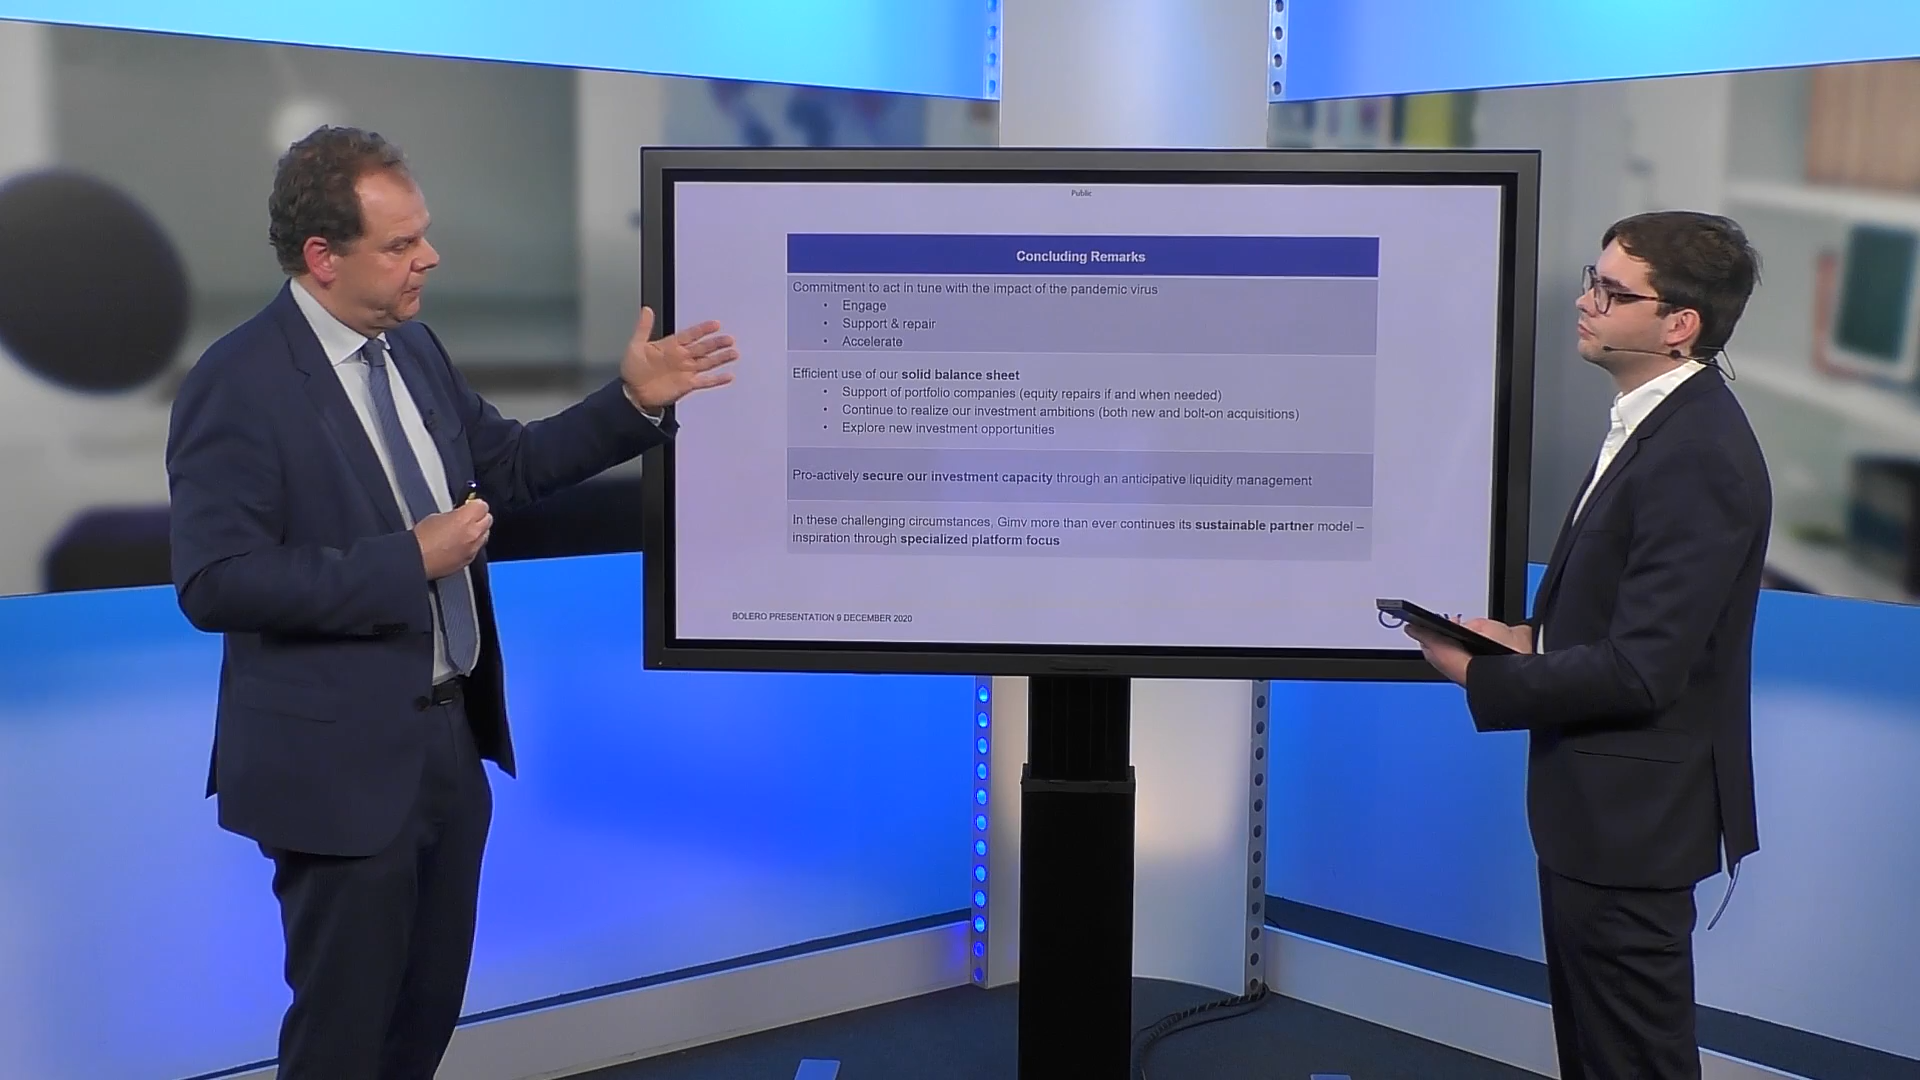 Public
Concluding Remarks
Commitment to act in tune with the impact of the pandemic virus
• Engage
• Support & repair
• Accelerate
Efficient use of our solid balance sheet
• Support of portfolio companies (equity repairs if and when needed)
• Continue to realize our investment ambitions (both new and bolt-on acquisitions)
• Explore new investment opportunities
Pro-actively secure our investment capacity through an anticipative liquidity management
In these challenging circumstances, Gimv more than ever continues its sustainable partner model –
inspiration through specialized platform focus
BOLERO PRESENTATION 9 DECEMBER 2020